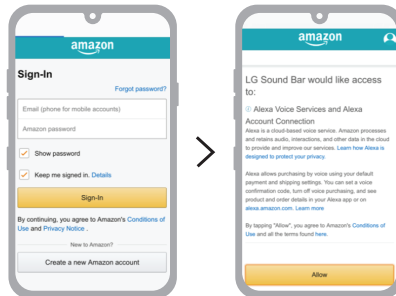 amazon
Sign-In
Forgot password?
Email (phone for mobile accounts)
Amazon password
Show password
Keep me signed in. Details
Sign-In
By continuing, you agree to Amazon's Conditions of
Use and Privacy Notice .
New to Amazon?
Create a new Amazon account
amazon
LG Sound Bar would like access
to:
Alexa Voice Services and Alexa
Account Connection
Alexa is a cloud-based voice service. Amazon processes
and retains audio, interactions, and other data in the cloud
to provide and improve our services. Learn how Alexa is
designed to protect your privacy.
Alexa allows purchasing by voice using your default
payment and shipping settings. You can set a voice
confirmation code, turn off voice purchasing, and see
product and order details in your Alexa app or on
alexa.amazon.com. Learn more
By tapping "Allow", you agree to Amazon's Conditions of
Use and all the terms found here.
Allow